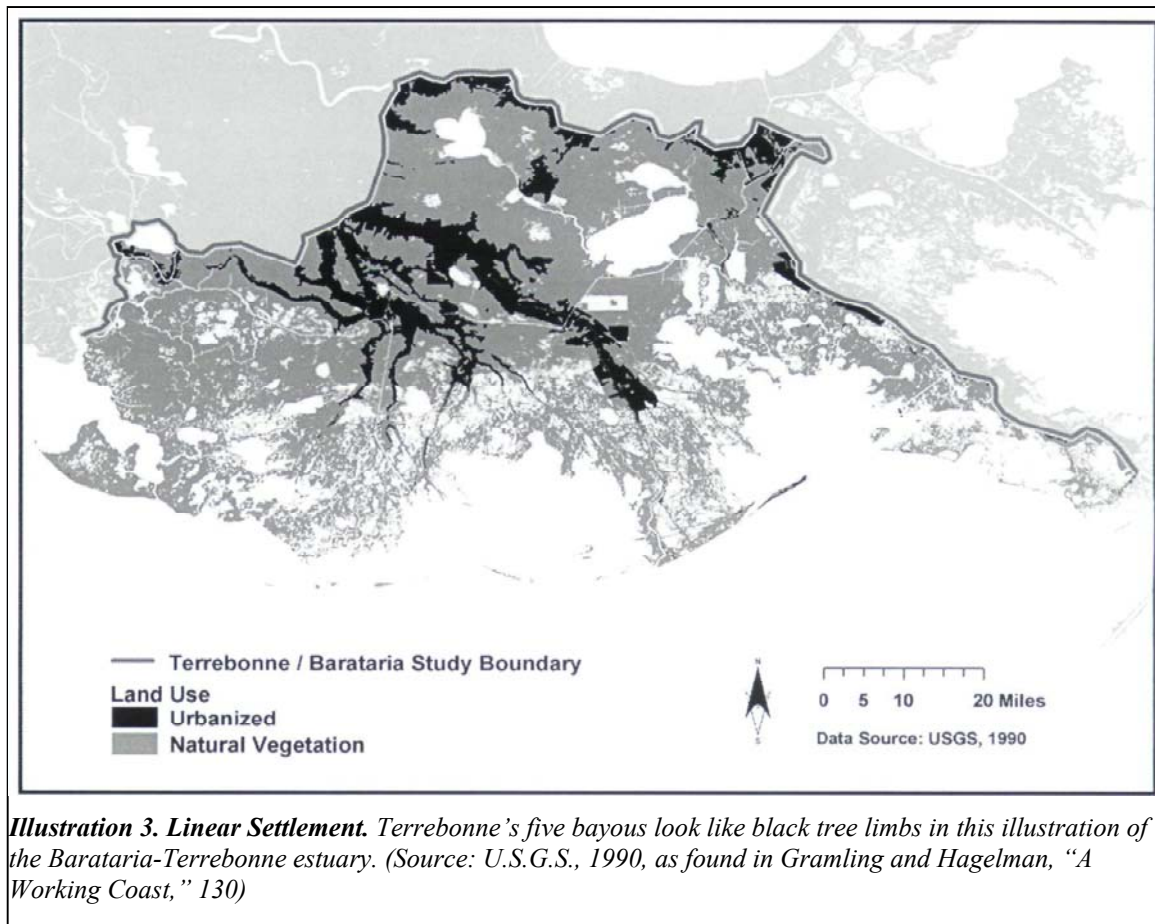 Terrebonne / Barataria Study Boundary
Land Use
Urbanized
Natural Vegetation
N
S
0 5 10 20 Miles
Data Source: USGS, 1990
Illustration 3. Linear Settlement. Terrebonne’s five bayous look like black tree limbs in this illustration of
the Barataria-Terrebonne estuary. (Source: U.S.G.S., 1990, as found in Gramling and Hagelman, “A
Working Coast,” 130)